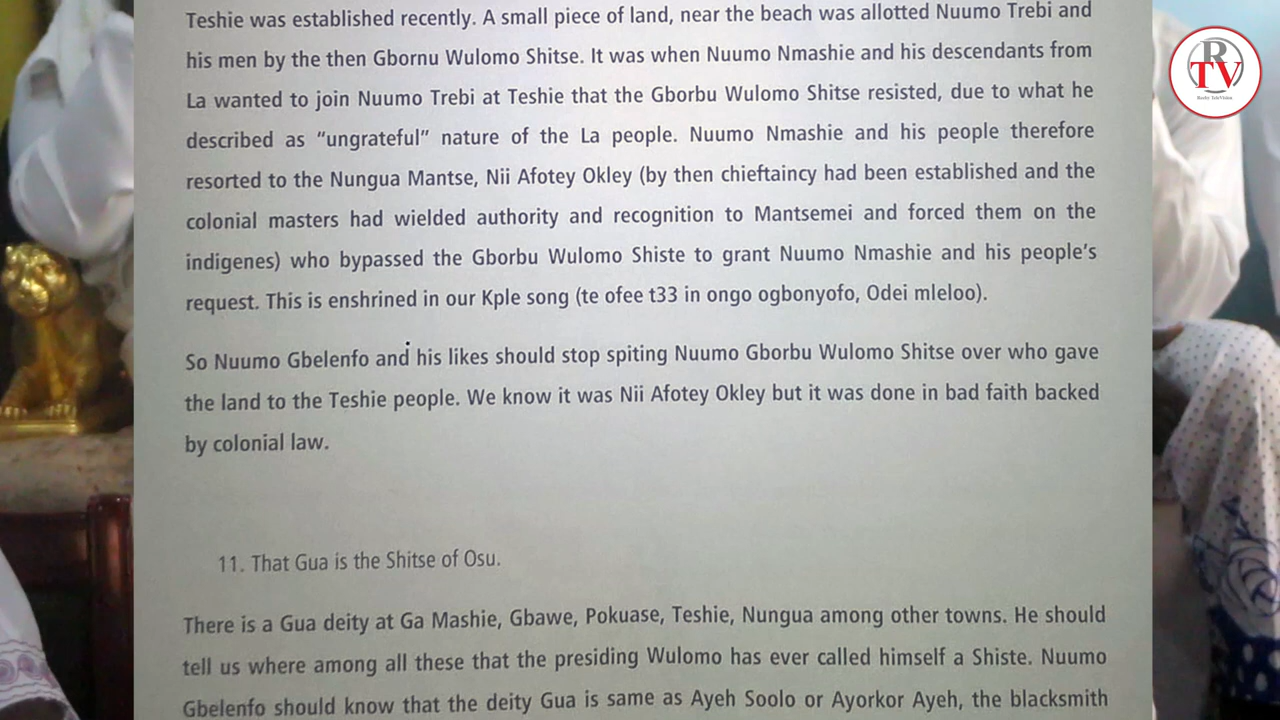 Teshie was established recently. A small piece of land, near the beach was allotted Nuumo Trebi and
his men by the then Gbornu Wulomo Shitse. It was when Nuumo Nmashie and his descendants from
La wanted to join Nuumo Trebi at Teshie that the Gborbu Wulomo Shitse resisted, due to what he
described as “ungrateful” nature of the La people. Nuumo Nmashie and his people therefore
resorted to the Nungua Mantse, Nii Afotey Okley (by then chieftaincy had been established and the
colonial masters had wielded authority and recognition to Mantsemei and forced them on the
indigenes) who bypassed the Gborbu Wulomo Shiste to grant Nuumo Nmashie and his people’s
request. This is enshrined in our Kple song (te ofee t33 in ongo ogbonyofo, Odei mleloo).
So Nuumo Gbelenfo and his likes should stop spiting Nuumo Gborbu Wulomo Shitse over who gave
the land to the Teshie people. We know it was Nii Afotey Okley but it was done in bad faith backed
by colonial law.
11. That Gua is the Shitse of Osu.
There is a Gua deity at Ga Mashie, Gbawe, Pokuase, Teshie, Nungua among other towns. He should
tell us where among all these that the presiding Wulomo has ever called himself a Shiste. Nuumo
Gbelenfo should know that the deity Gua is same as Ayeh Soolo or Ayorkor Ayeh, the blacksmith
R
TV